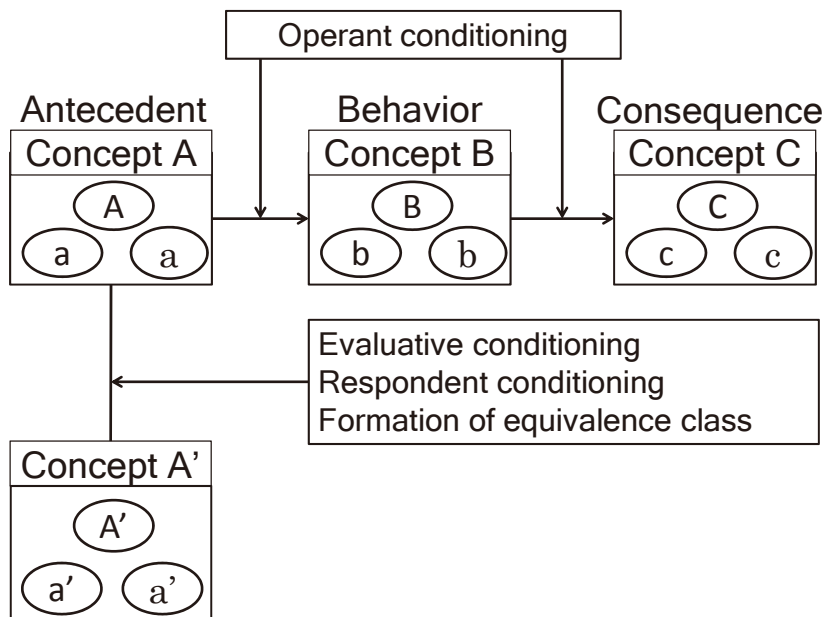 Operant conditioning
Antecedent
Behavior
Consequence
Concept A
Concept B
Concept C
A
B
C
a
a
b
b
c
c
Evaluative conditioning
Respondent conditioning
Formation of equivalence class
Concept A’
A’
a’
a’